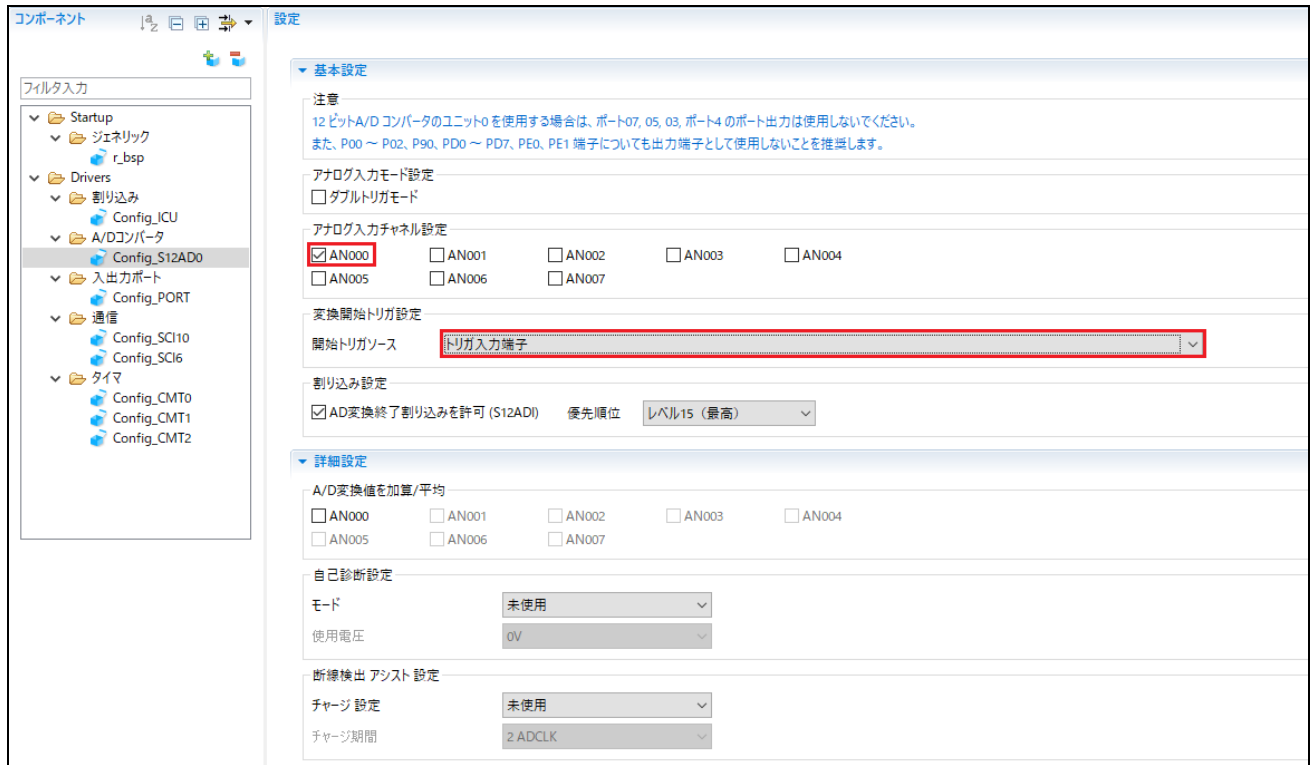 コンポーネント
設定
フィルタ入力
Startup
ジェネリック
r_bsp
Drivers
割り込み
Config_ICU
A/Dコンバータ
Config_S12AD0
入出力ポート
Config_PORT
通信
Config_SCI10
Config_SCI6
タイマ
Config_CMT0
Config_CMT1
Config_CMT2
基本設定
注意
12 ビットA/D コンバータのユニット0 を使用する場合は、ポート07, 05, 03, ポート4 のポート出力は使用しないでください。
また、P00 ~ P02、P90、PD0 ~ PD7、PE0、PE1 端子についても出力端子として使用しないことを推奨します。
アナログ入力モード設定
ダブルトリガモード
アナログ入力チャネル設定
AN000 AN001 AN002 AN003 AN004
AN005 AN006 AN007
変換開始トリガ設定
開始トリガソース トリガ入力端子
割り込み設定
AD変換終了割り込みを許可 (S12ADI) 優先順位 レベル15（最高）
詳細設定
A/D変換値を加算/平均
AN000 AN001 AN002 AN003 AN004
AN005 AN006 AN007
自己診断設定
モード 未使用
使用電圧 0V
断線検出 アシスト 設定
チャージ 設定 未使用
チャージ期間 2 ADCLK